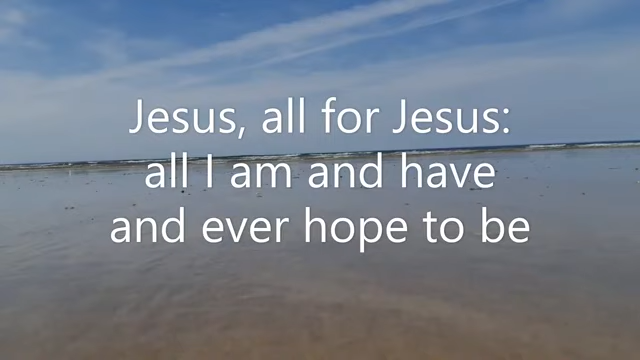 Jesus, all for Jesus:
all I am and have
and ever hope to be